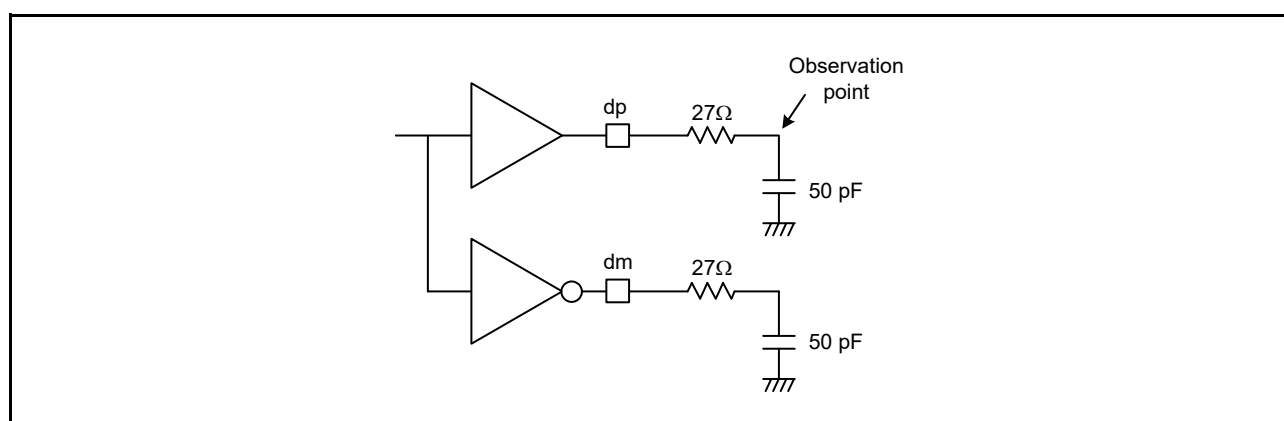 Observation
point
dp
27Ω
50 pF
dm
27Ω
50 pF